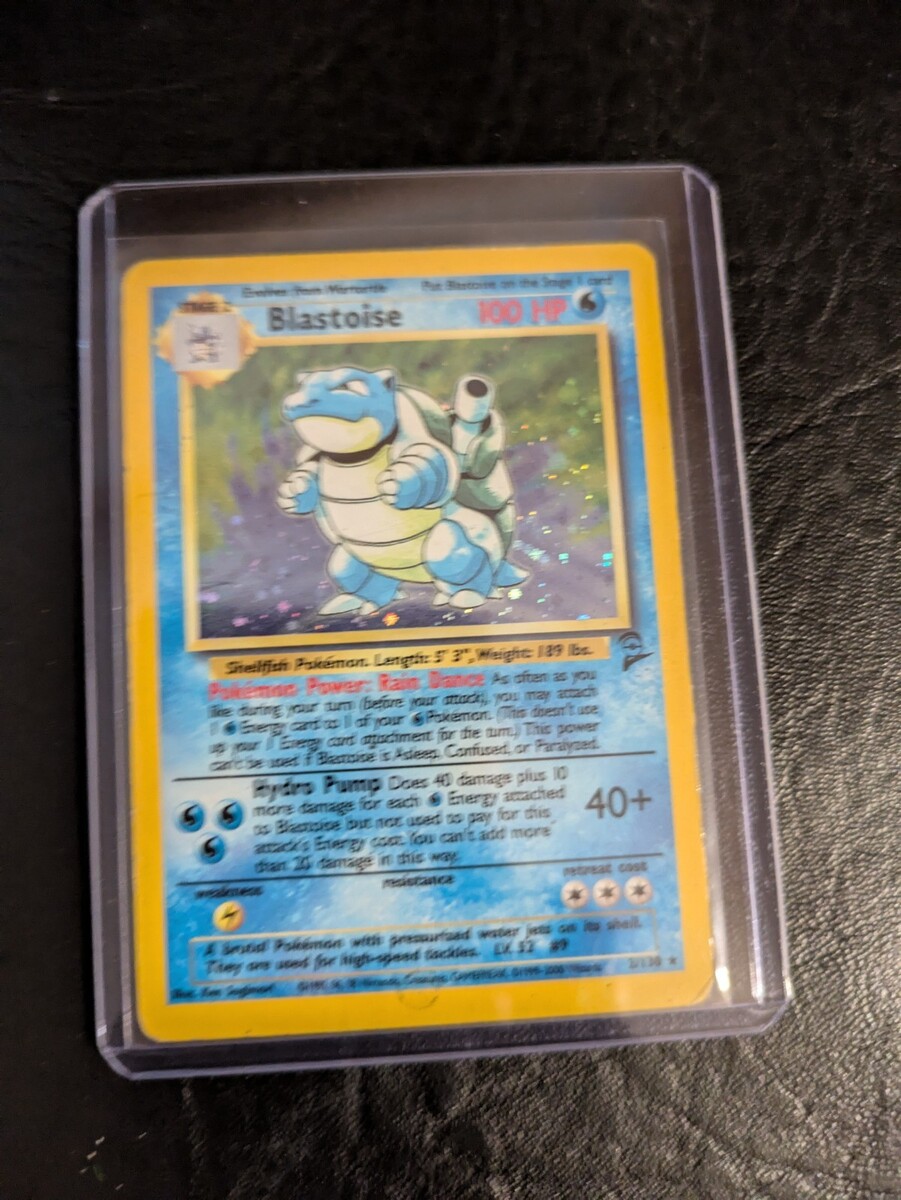 STAGE 2
Evolves from Wartortle Put Blastoise on the Stage 1 card
Blastoise 100 HP
Shellfish Pokémon. Length: 5' 3", Weight: 189 lbs.
Pokémon Power: Rain Dance As often as you
like during your turn (before your attack), you may attach
1 Energy card to 1 of your Pokémon. (This doesn't use
up your 1 Energy card attachment for the turn.) This power
can't be used if Blastoise is Asleep, Confused, or Paralyzed.
Hydro Pump Does 40 damage plus 10
more damage for each Energy attached
to Blastoise but not used to pay for this
attack's Energy cost. You can't add more
than 20 damage in this way.
40+
weakness resistance retreat cost
A brutal Pokémon with pressurized water jets on its shell.
They are used for high-speed tackles. LV. 52 #9
Illus. Ken Sugimori 2/130